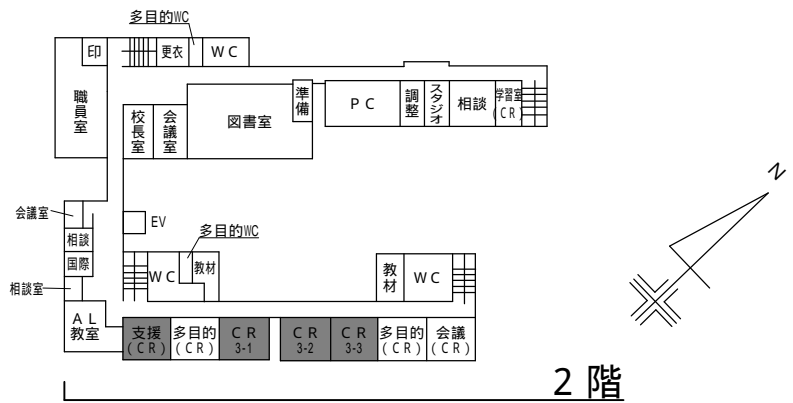 多目的WC
印
更衣
WC
職員室
校長室
会議室
図書室
準備
PC
調整
スタジオ
相談
学習室
(CR)
N
会議室
相談
国際
相談室
EV
多目的WC
WC
教材
教材
WC
AL
教室
支援
(CR)
多目的
(CR)
CR
3-1
CR
3-2
CR
3-3
多目的
(CR)
会議
(CR)
2階